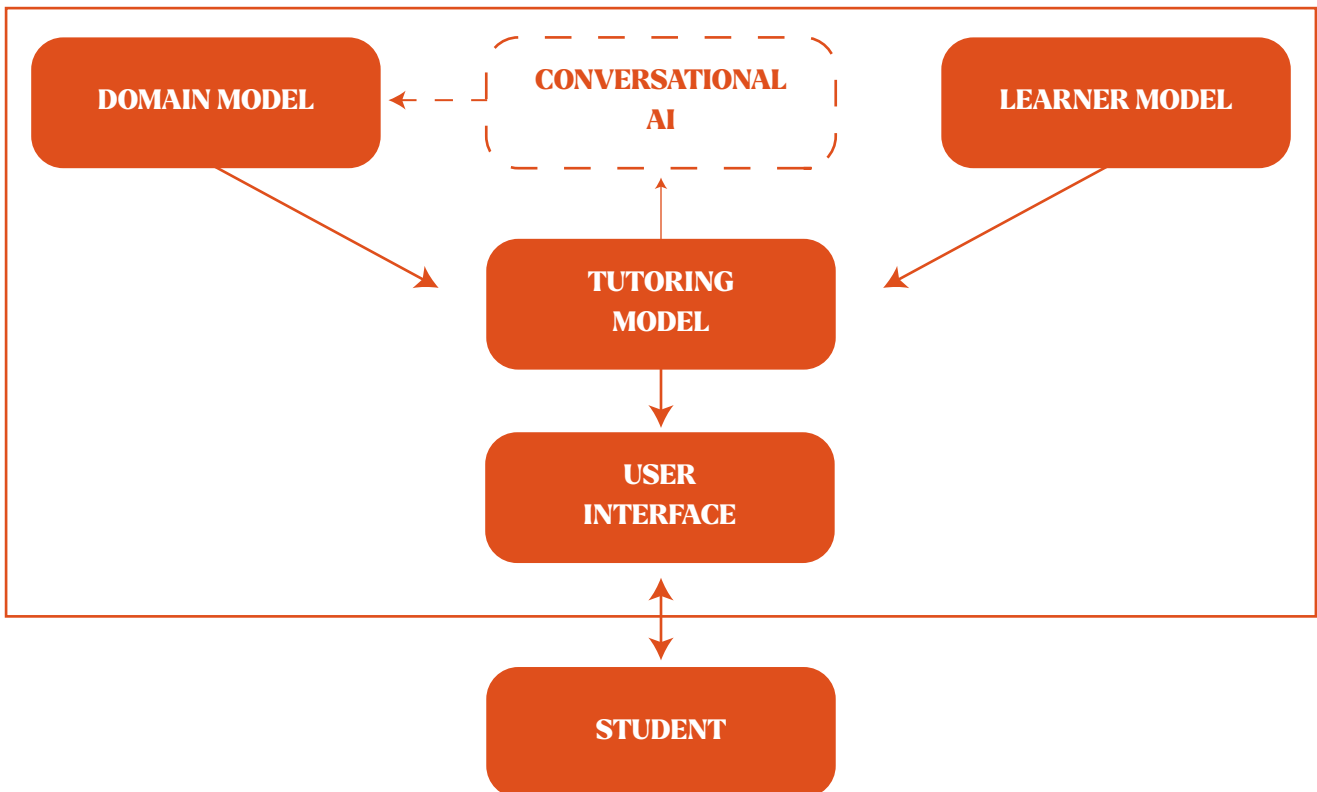 DOMAIN MODEL
CONVERSATIONAL
AI
LEARNER MODEL
TUTORING
MODEL
USER
INTERFACE
STUDENT